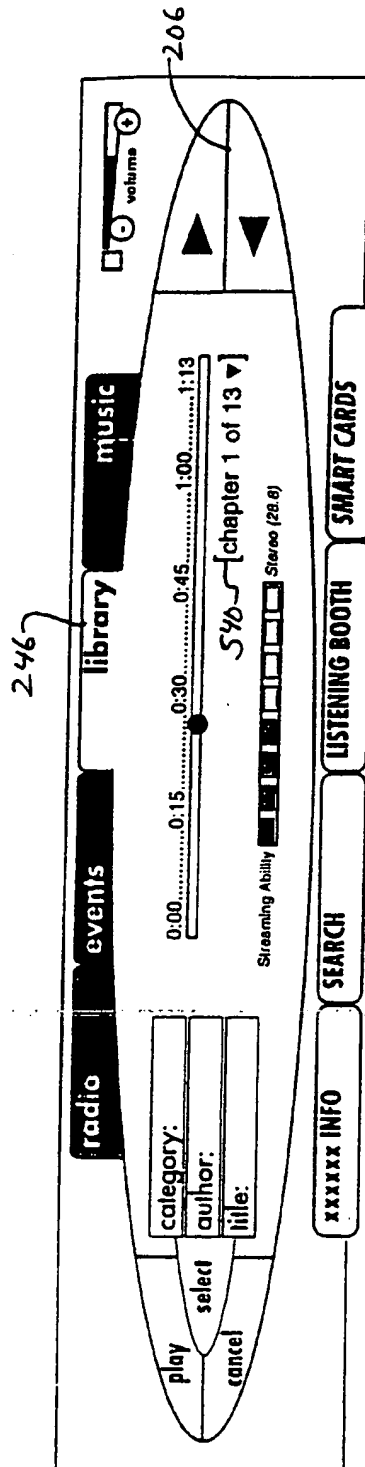 246
206
radio events library music
− volume +
play
select
cancel
category:
author:
title:
0:00..........0:15..........0:30..........0:45..........1:00..........1:13
540 [chapter 1 of 13 ▼]
Streaming Ability Stereo (28.8)
xxxxxx INFO SEARCH LISTENING BOOTH SMART CARDS